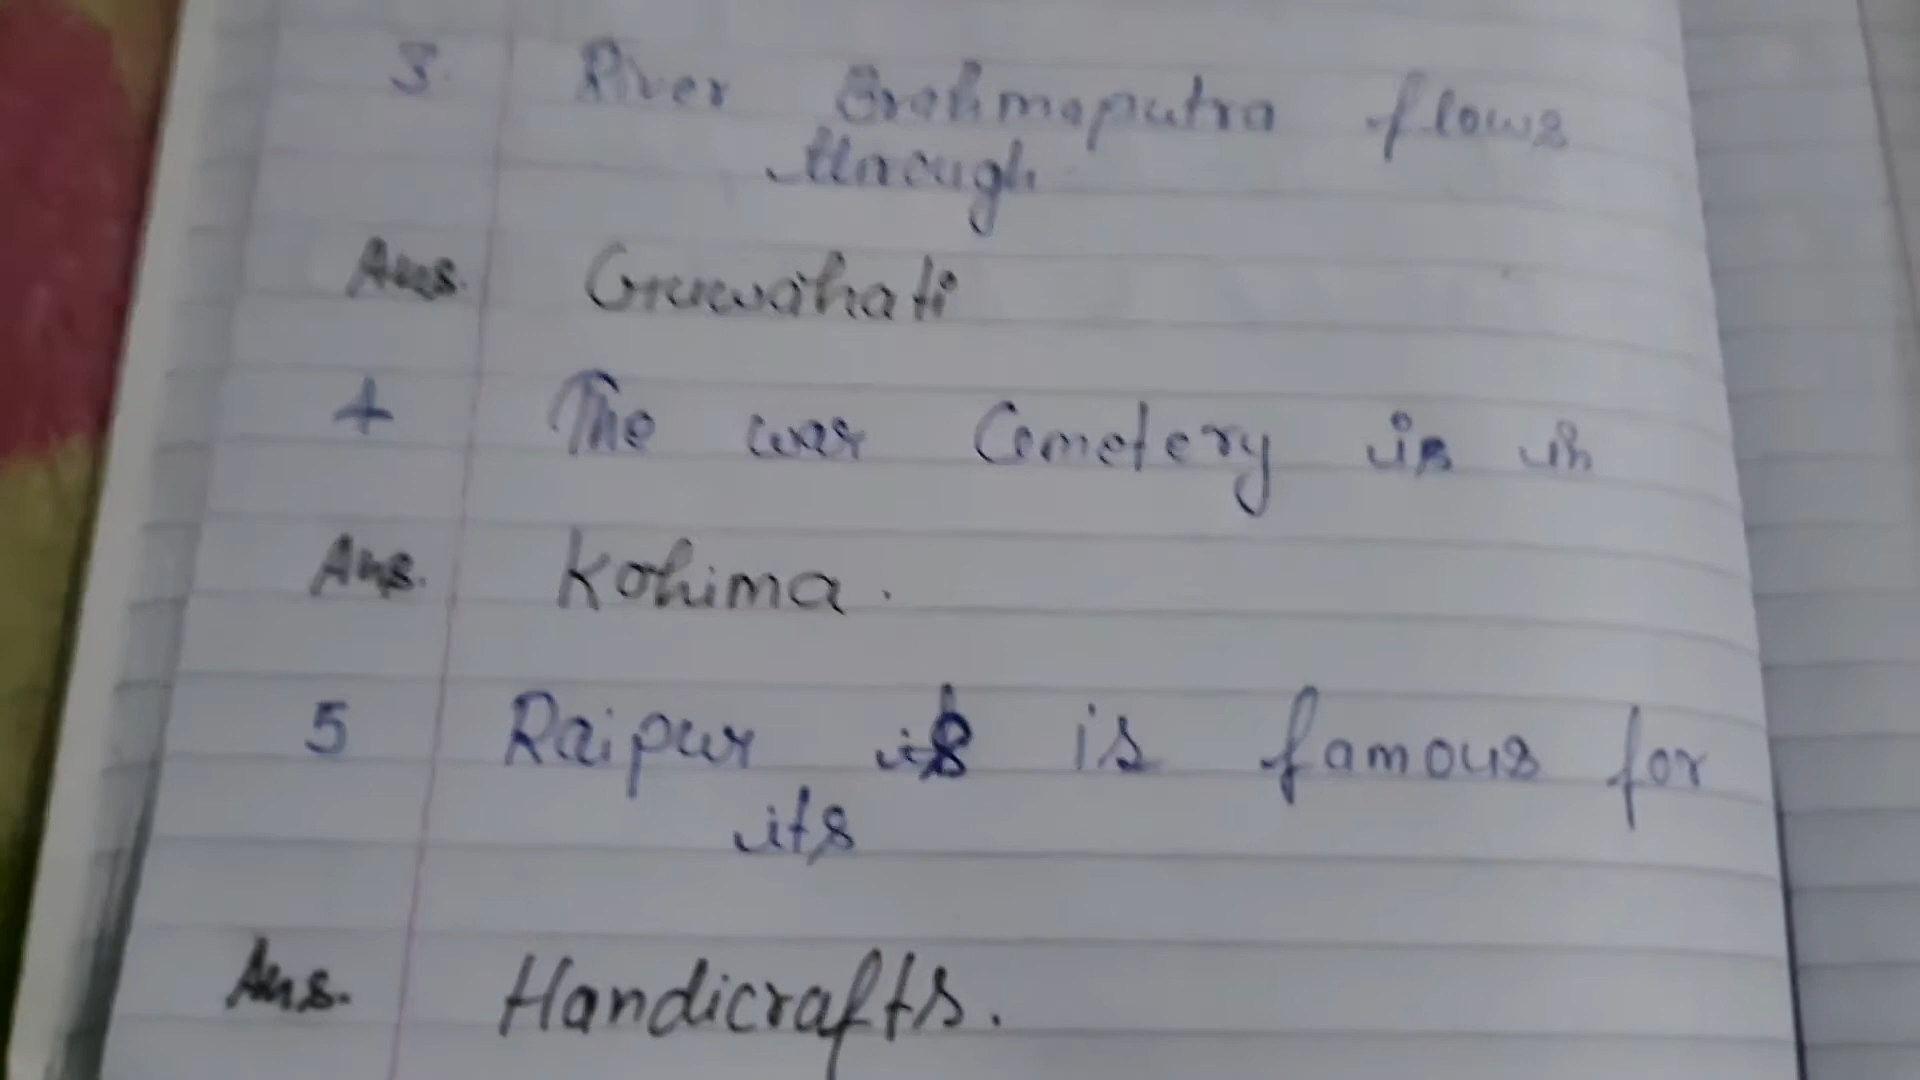 3 River Brahmaputra flows
through
Ans. Guwahati
4 The war Cemetery is in
Ans. Kohima.
5 Raipur is is famous for
its
Ans. Handicrafts.